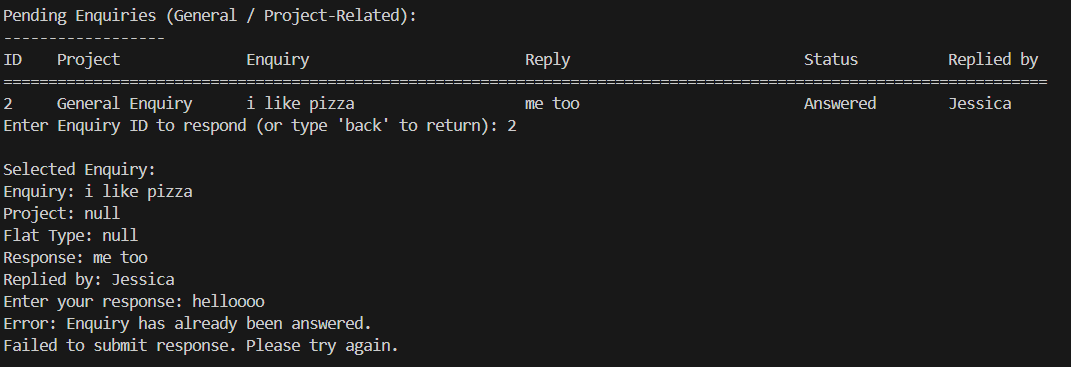 Pending Enquiries (General / Project-Related):
------------------
ID    Project              Enquiry                        Reply                          Status          Replied by
====================================================================================================================
2     General Enquiry      i like pizza                   me too                         Answered        Jessica
Enter Enquiry ID to respond (or type 'back' to return): 2

Selected Enquiry:
Enquiry: i like pizza
Project: null
Flat Type: null
Response: me too
Replied by: Jessica
Enter your response: helloooo
Error: Enquiry has already been answered.
Failed to submit response. Please try again.